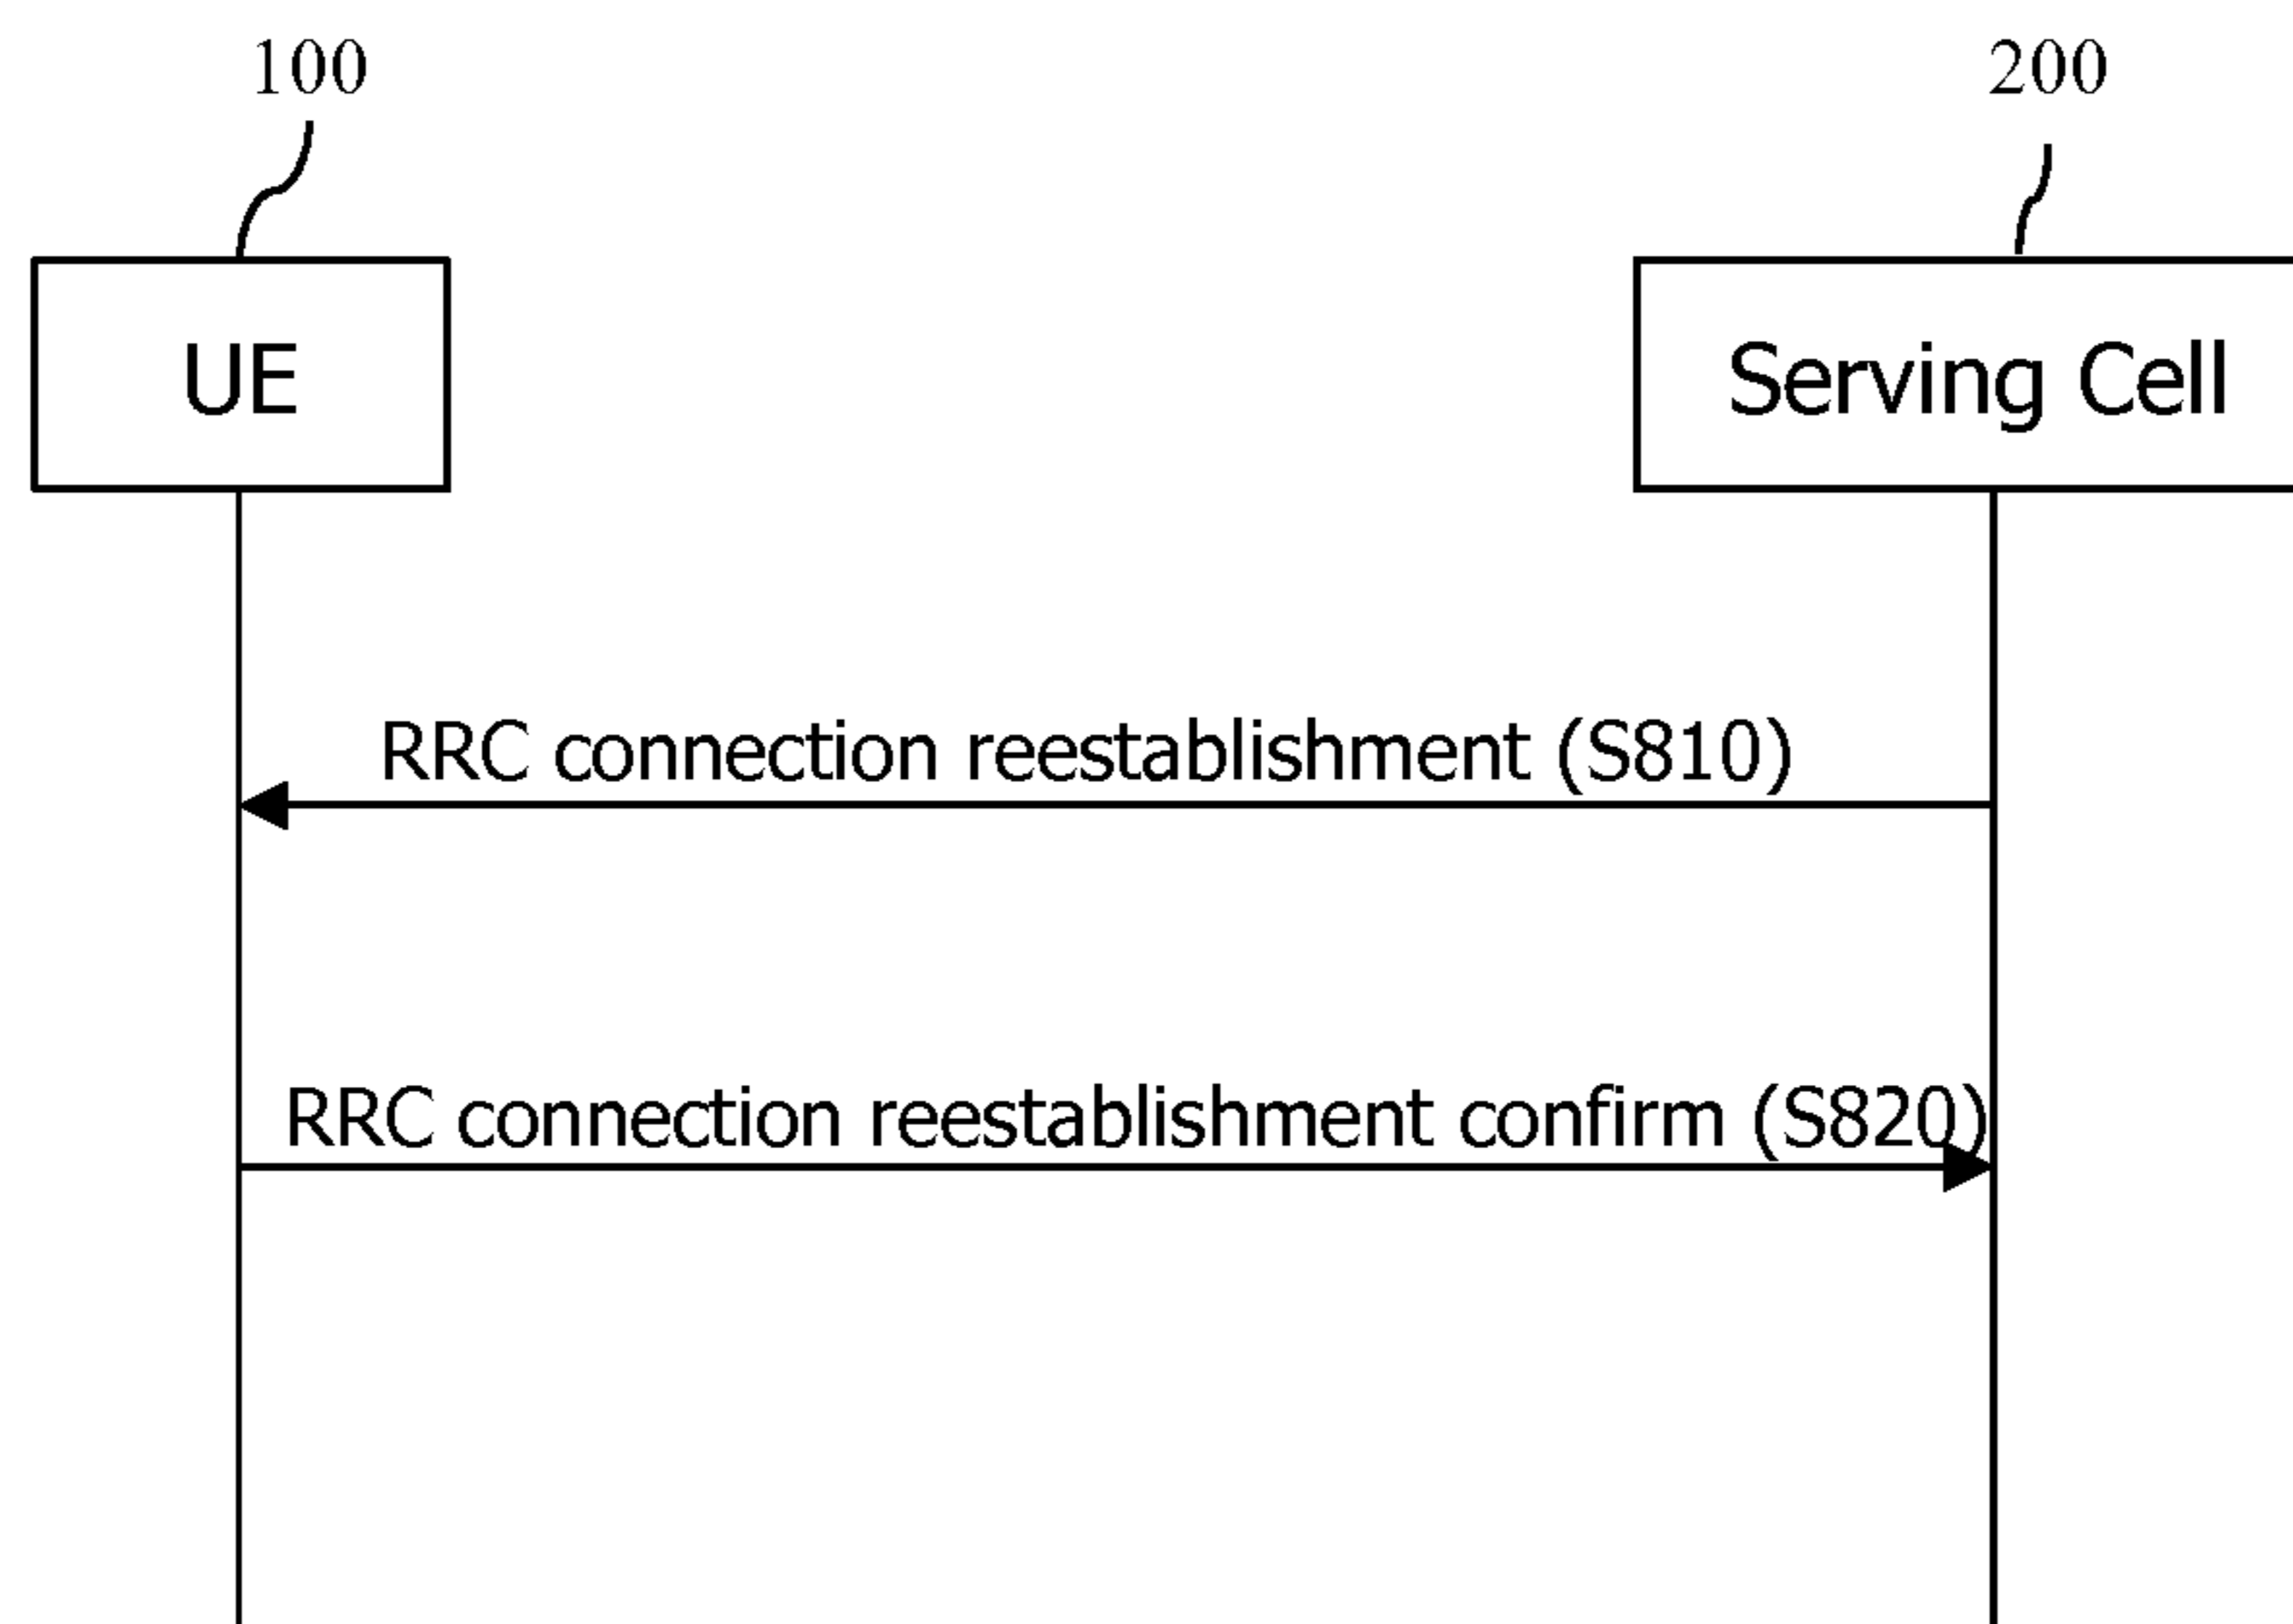 100
200
UE
Serving Cell
RRC connection reestablishment (S810)
RRC connection reestablishment confirm (S820)